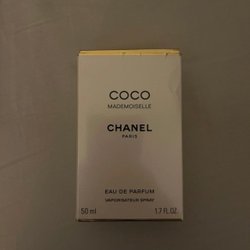 COCO
MADEMOISELLE
CHANEL
PARIS
EAU DE PARFUM
VAPORISATEUR SPRAY
50 ml 1.7 FL. OZ.